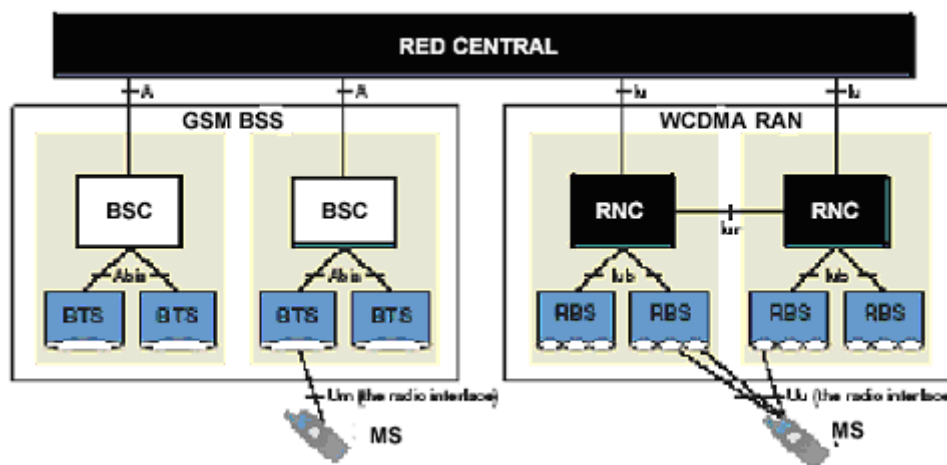 RED CENTRAL
A
A
Iu
Iu
GSM BSS
WCDMA RAN
BSC
BSC
RNC
RNC
Iur
Abis
Abis
Iub
Iub
BTS
BTS
BTS
BTS
RBS
RBS
RBS
RBS
Um (the radio interface)
Uu (the radio interface
MS
MS